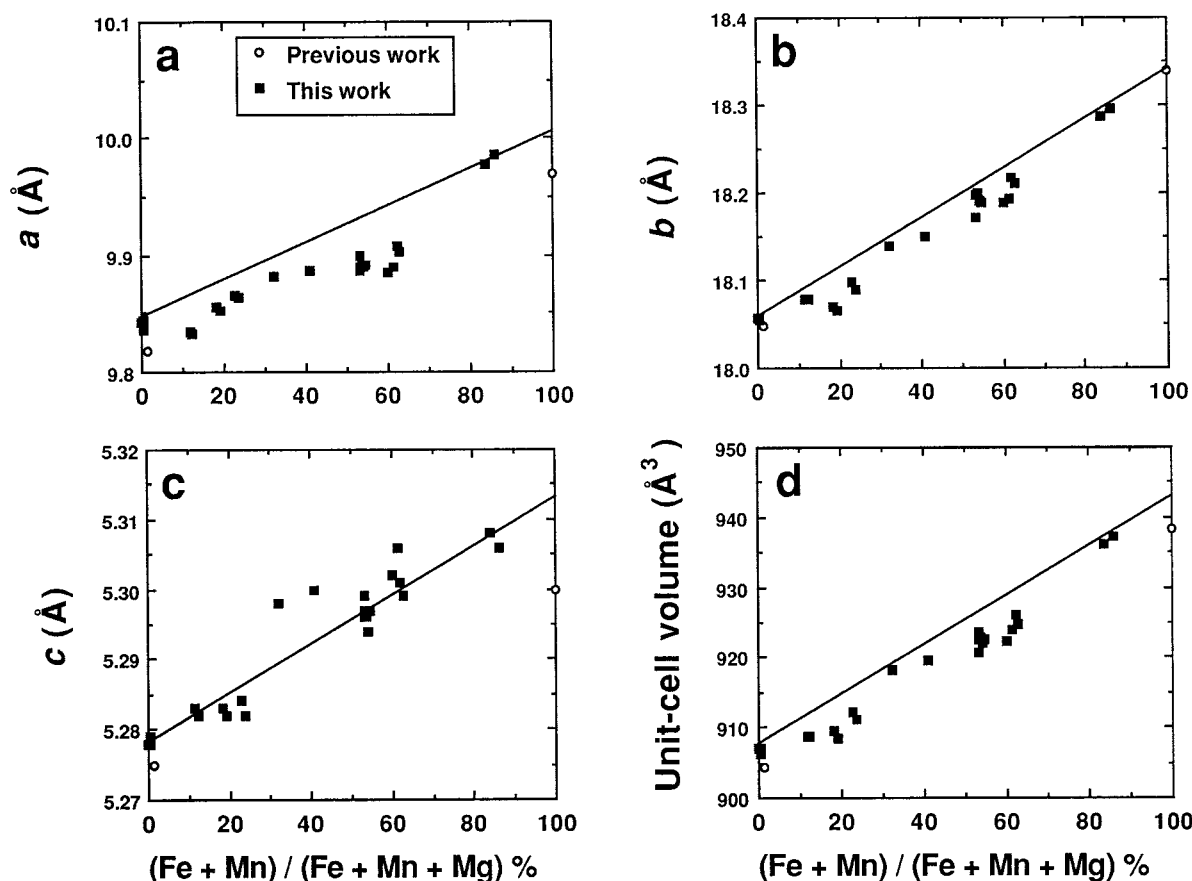 a
Previous work
This work
10.1
10.0
9.9
9.8
a (Å)
0 20 40 60 80 100
b
18.4
18.3
18.2
18.1
18.0
b (Å)
0 20 40 60 80 100
c
5.32
5.31
5.30
5.29
5.28
5.27
c (Å)
0 20 40 60 80 100
(Fe + Mn) / (Fe + Mn + Mg) %
d
950
940
930
920
910
900
Unit-cell volume (Å³)
0 20 40 60 80 100
(Fe + Mn) / (Fe + Mn + Mg) %